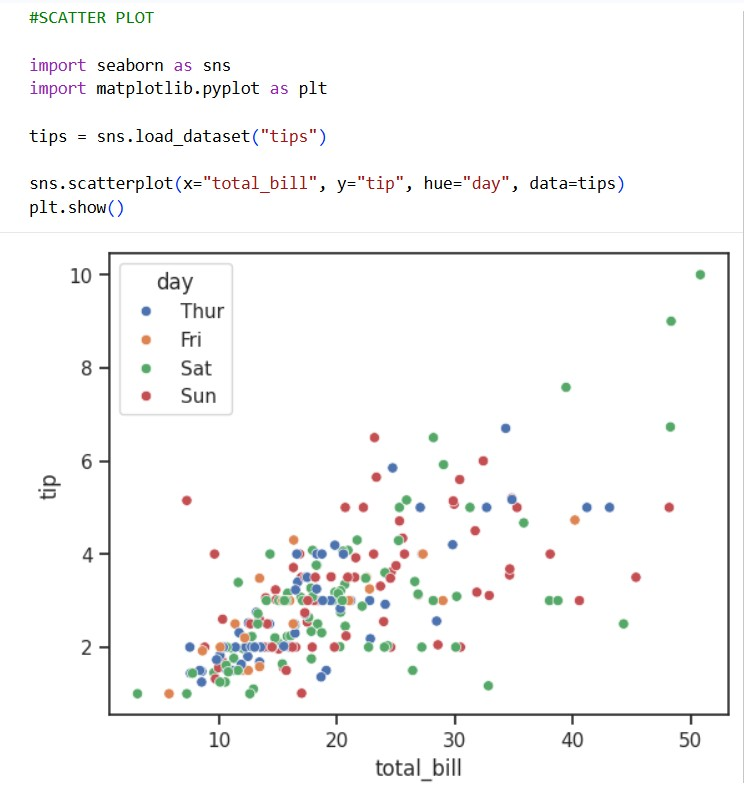 #SCATTER PLOT
import seaborn as sns
import matplotlib.pyplot as plt
tips = sns.load_dataset("tips")
sns.scatterplot(x="total_bill", y="tip", hue="day", data=tips)
plt.show()
day
Thur
Fri
Sat
Sun
10
8
6
4
2
tip
10
20
30
40
50
total_bill